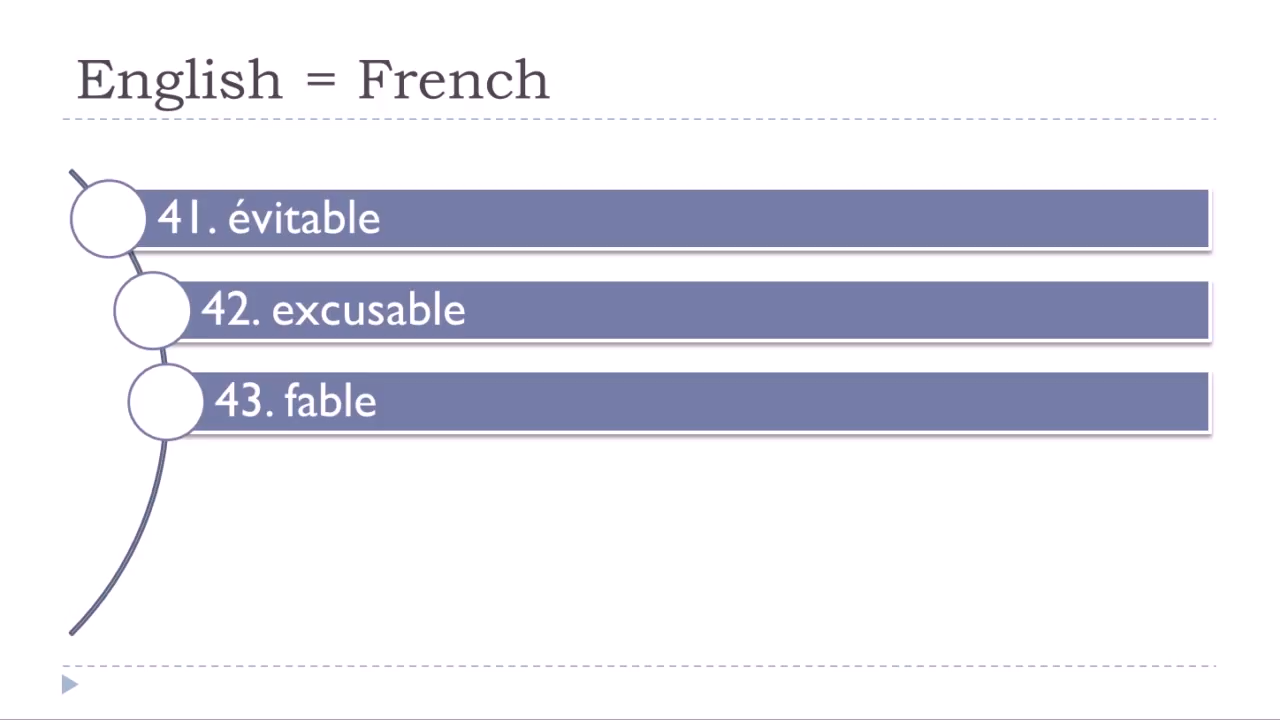 English = French
41. évitable
42. excusable
43. fable